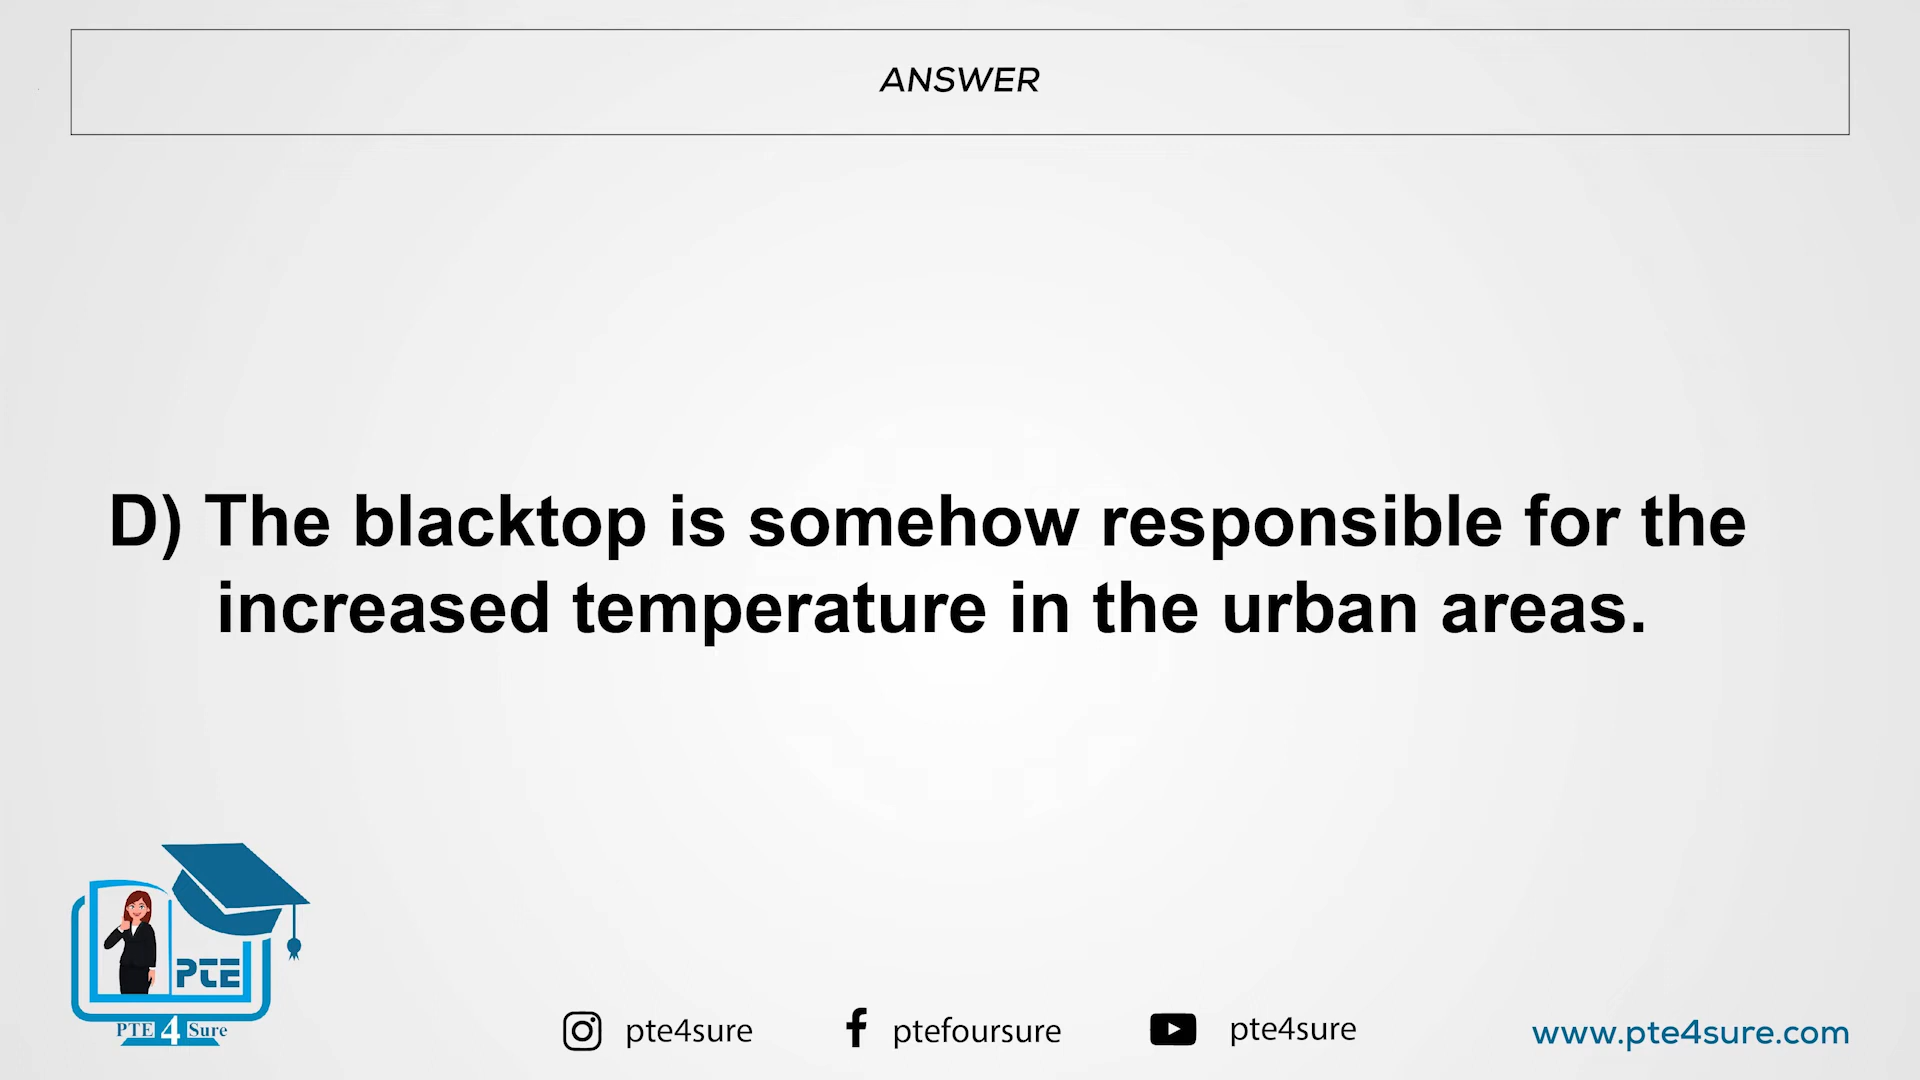 ANSWER
D) The blacktop is somehow responsible for the
increased temperature in the urban areas.
PTE
PTE 4 Sure
pte4sure
ptefoursure
pte4sure
www.pte4sure.com